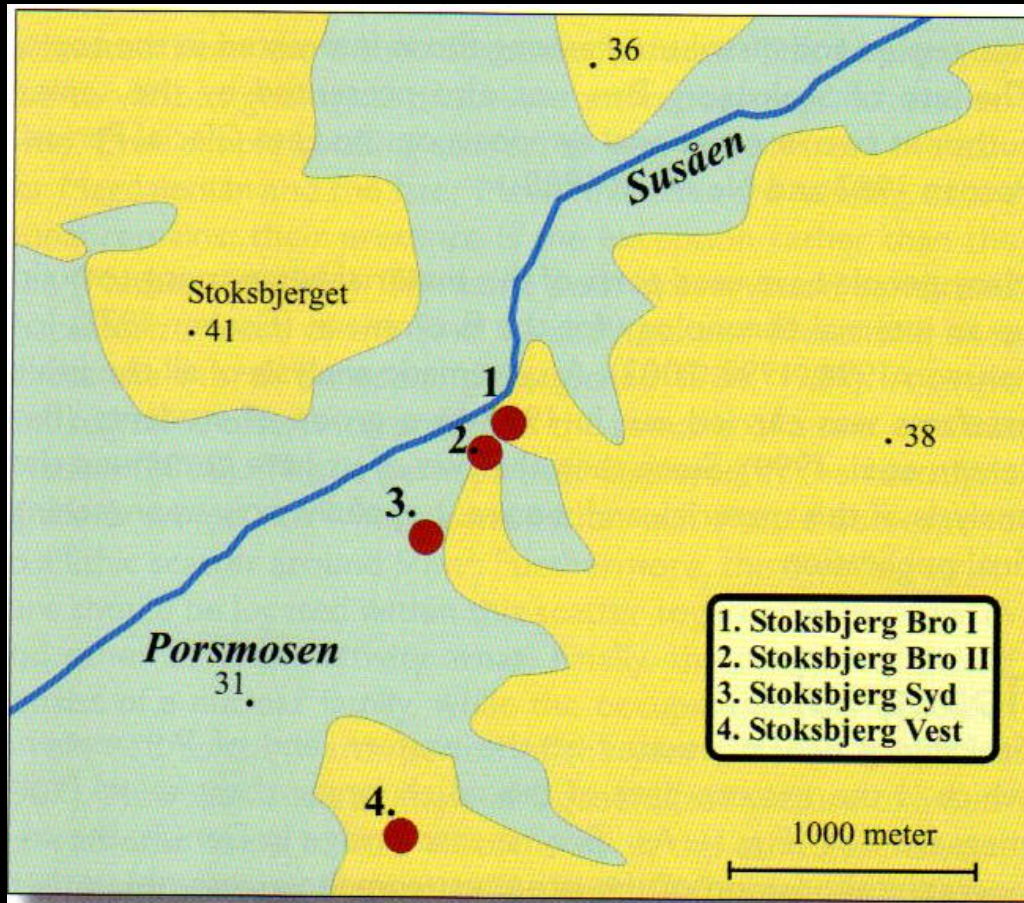 36
Susåen
Stoksbjerget
41
1
38
2.
3.
Porsmosen
31
4.
1. Stoksbjerg Bro I
2. Stoksbjerg Bro II
3. Stoksbjerg Syd
4. Stoksbjerg Vest
1000 meter